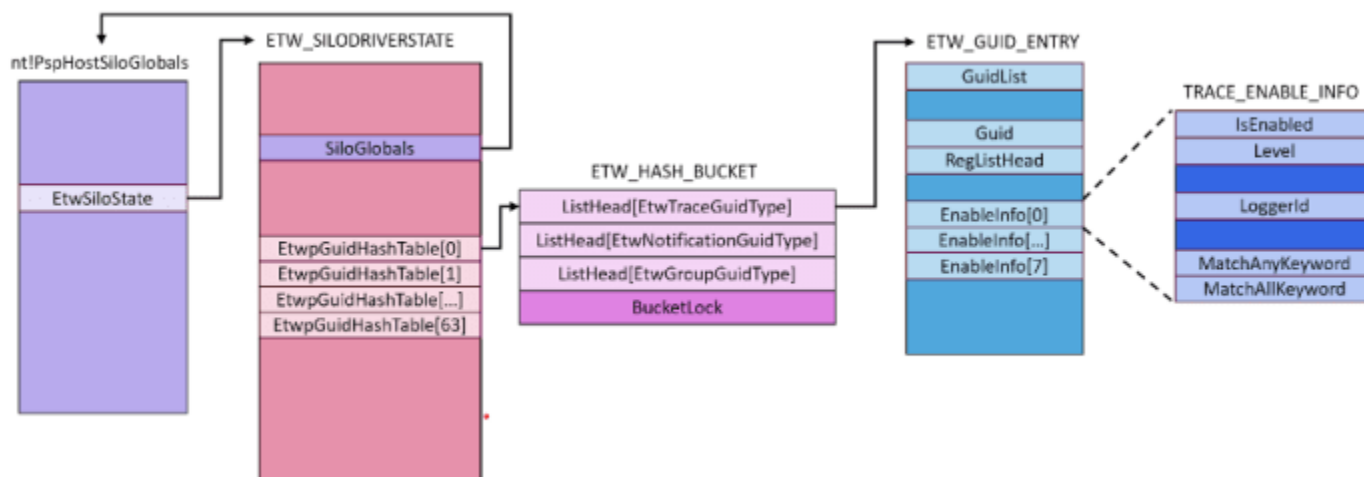 nt!PspHostSiloGlobals
EtwSiloState
ETW_SILODRIVERSTATE
SiloGlobals
EtwpGuidHashTable[0]
EtwpGuidHashTable[1]
EtwpGuidHashTable[...]
EtwpGuidHashTable[63]
ETW_HASH_BUCKET
ListHead[EtwTraceGuidType]
ListHead[EtwNotificationGuidType]
ListHead[EtwGroupGuidType]
BucketLock
ETW_GUID_ENTRY
GuidList
Guid
RegListHead
EnableInfo[0]
EnableInfo[...]
EnableInfo[7]
TRACE_ENABLE_INFO
IsEnabled
Level
LoggerId
MatchAnyKeyword
MatchAllKeyword